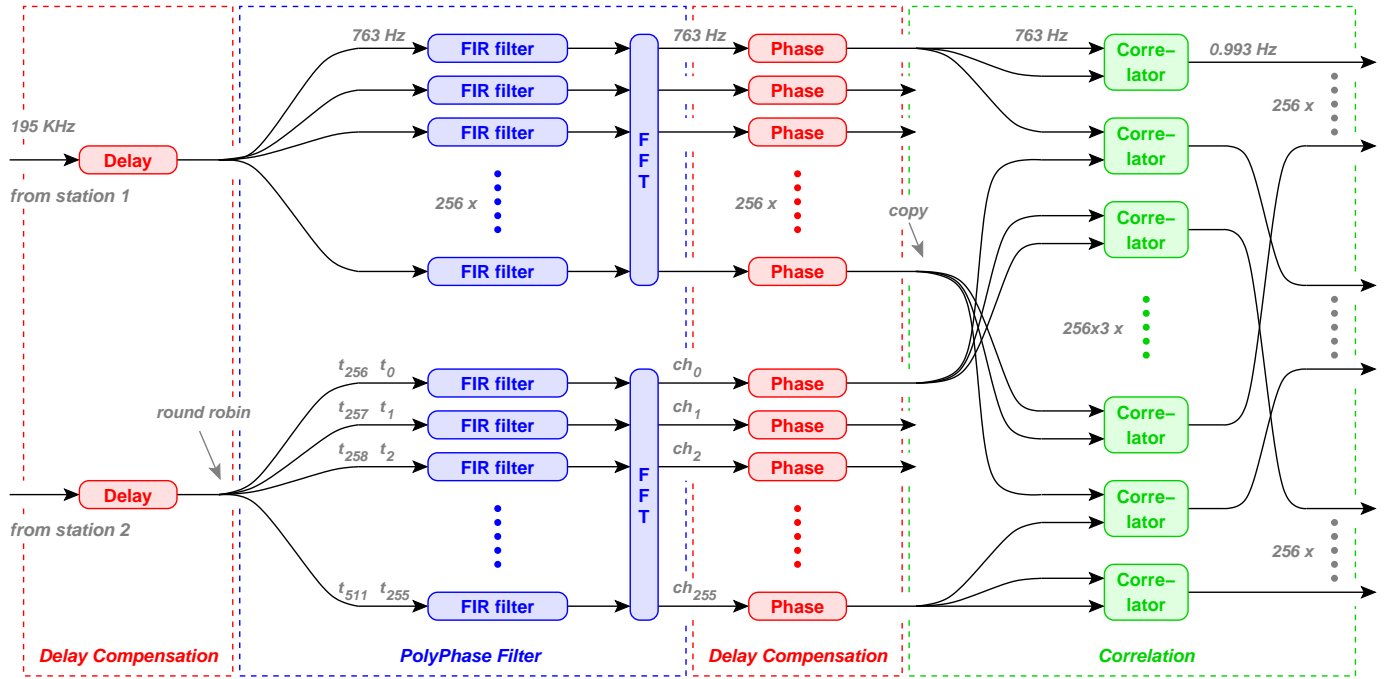 763 Hz
FIR filter
763 Hz
Phase
763 Hz
Corre–
lator
0.993 Hz
FIR filter
Phase
256 x
195 KHz
FIR filter
Phase
Corre–
lator
Delay
F
F
T
from station 1
256 x
256 x
copy
Corre–
lator
FIR filter
Phase
256x3 x
t256 t0
FIR filter
ch0
Phase
round robin
t257 t1
FIR filter
ch1
Phase
Corre–
lator
t258 t2
FIR filter
ch2
Phase
Delay
F
F
T
Corre–
lator
from station 2
256 x
t511 t255
FIR filter
ch255
Phase
Corre–
lator
Delay Compensation
PolyPhase Filter
Delay Compensation
Correlation